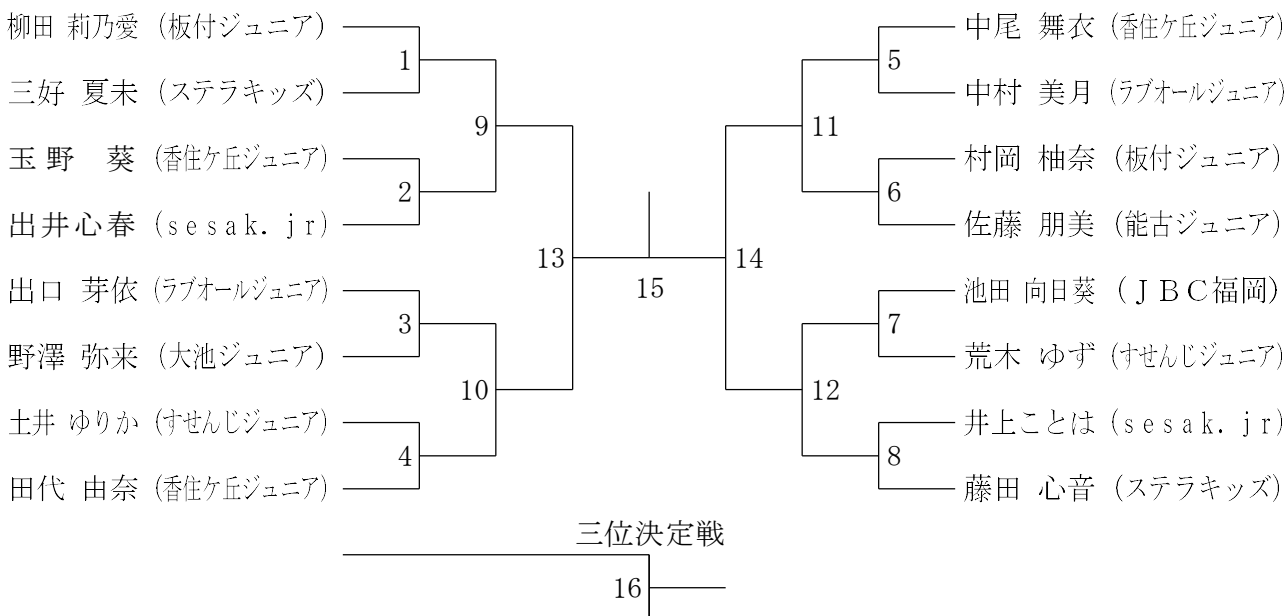 柳田 莉乃愛 (板付ジュニア)
1
三好 夏未 (ステラキッズ)
9
玉野 葵 (香住ケ丘ジュニア)
2
出井心春 (sesak. jr)
13
出口 芽依 (ラブオールジュニア)
3
野澤 弥来 (大池ジュニア)
10
土井 ゆりか (すせんじジュニア)
4
田代 由奈 (香住ケ丘ジュニア)
15
中尾 舞衣 (香住ケ丘ジュニア)
5
中村 美月 (ラブオールジュニア)
11
村岡 柚奈 (板付ジュニア)
6
佐藤 朋美 (能古ジュニア)
14
池田 向日葵 (ＪＢＣ福岡)
7
荒木 ゆず (すせんじジュニア)
12
井上ことは (sesak. jr)
8
藤田 心音 (ステラキッズ)
三位決定戦
16